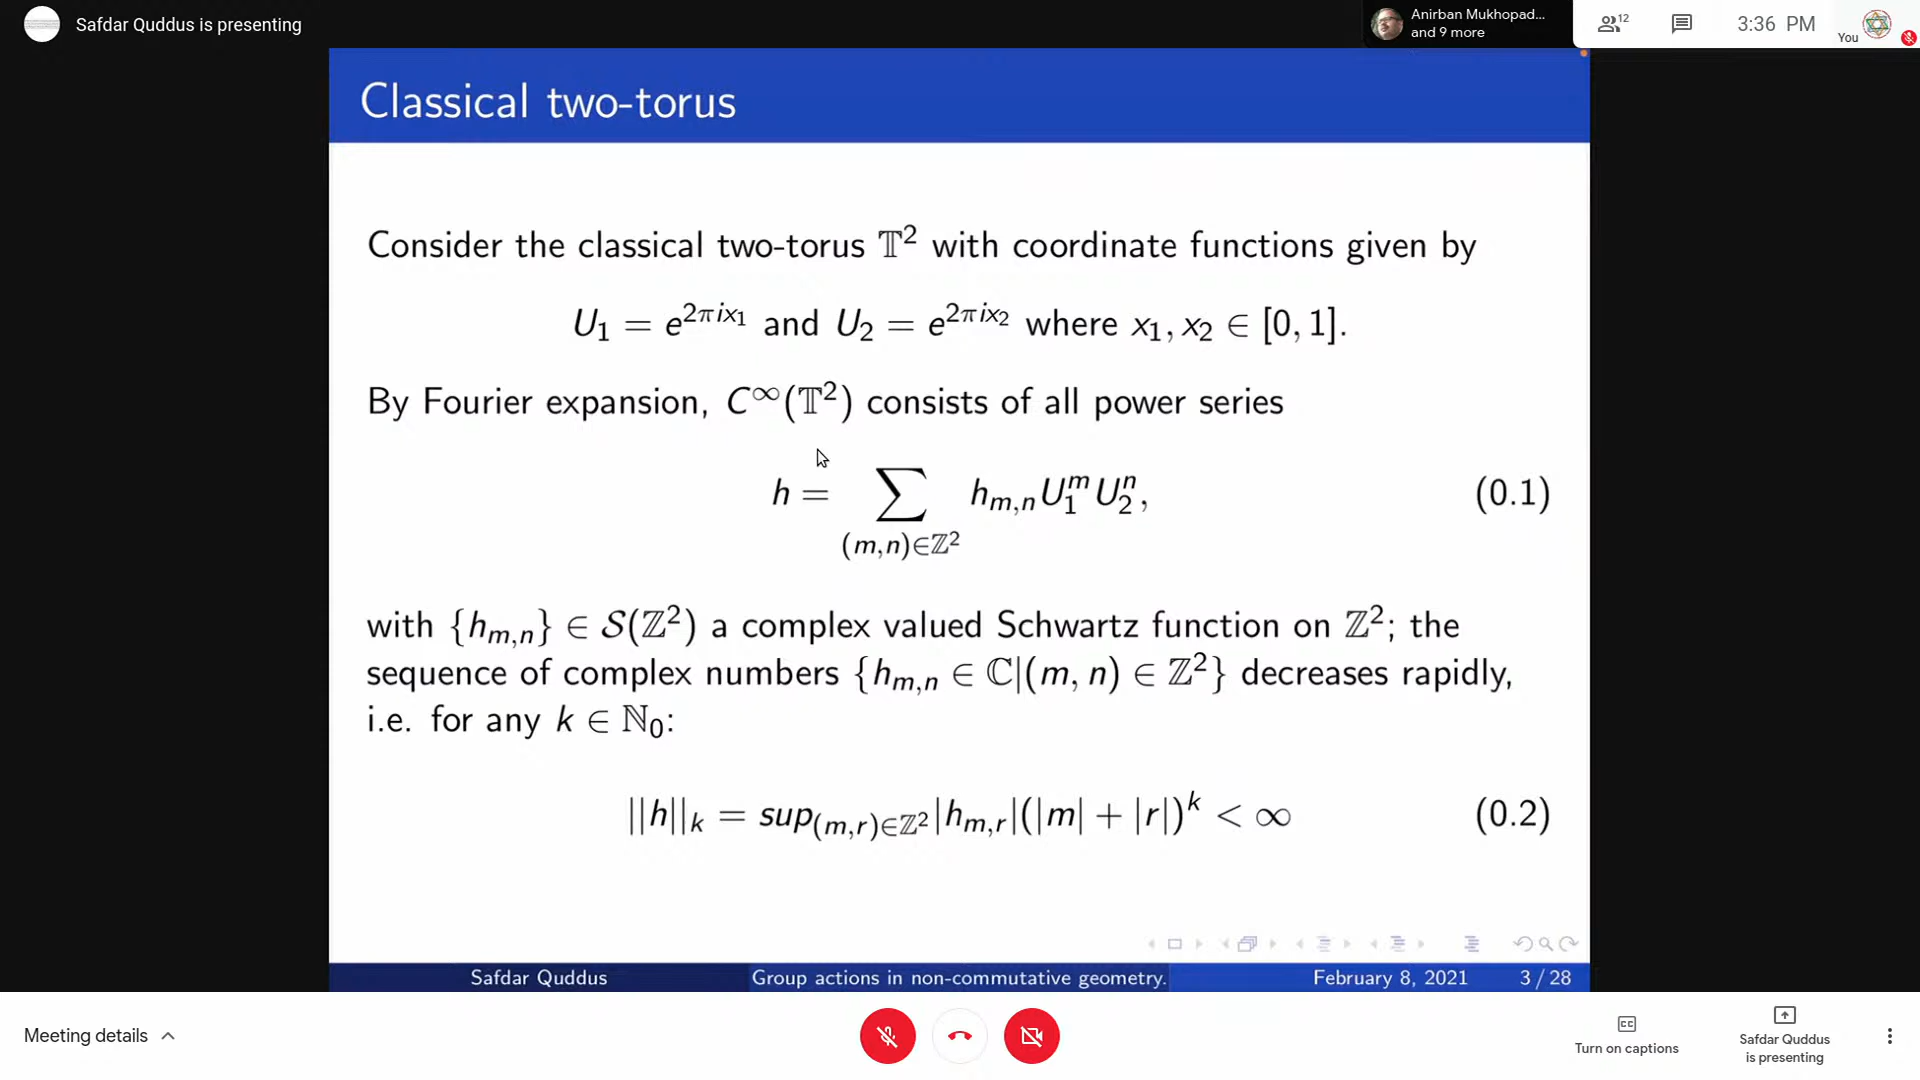 Safdar Quddus is presenting
Anirban Mukhopad...
and 9 more
12
3:36 PM
You
Classical two-torus
Consider the classical two-torus 𝕋² with coordinate functions given by
U₁ = e^{2πix₁} and U₂ = e^{2πix₂} where x₁, x₂ ∈ [0, 1].
By Fourier expansion, C^∞(𝕋²) consists of all power series
h = ∑_{(m,n)∈ℤ²} h_{m,n}U₁^m U₂^n, (0.1)
with {h_{m,n}} ∈ 𝒮(ℤ²) a complex valued Schwartz function on ℤ²; the
sequence of complex numbers {h_{m,n} ∈ ℂ|(m, n) ∈ ℤ²} decreases rapidly,
i.e. for any k ∈ ℕ₀:
||h||_k = sup_{(m,r)∈ℤ²}|h_{m,r}|(|m| + |r|)^k < ∞ (0.2)
Safdar Quddus Group actions in non-commutative geometry. February 8, 2021 3 / 28
Meeting details
CC
Turn on captions
Safdar Quddus
is presenting